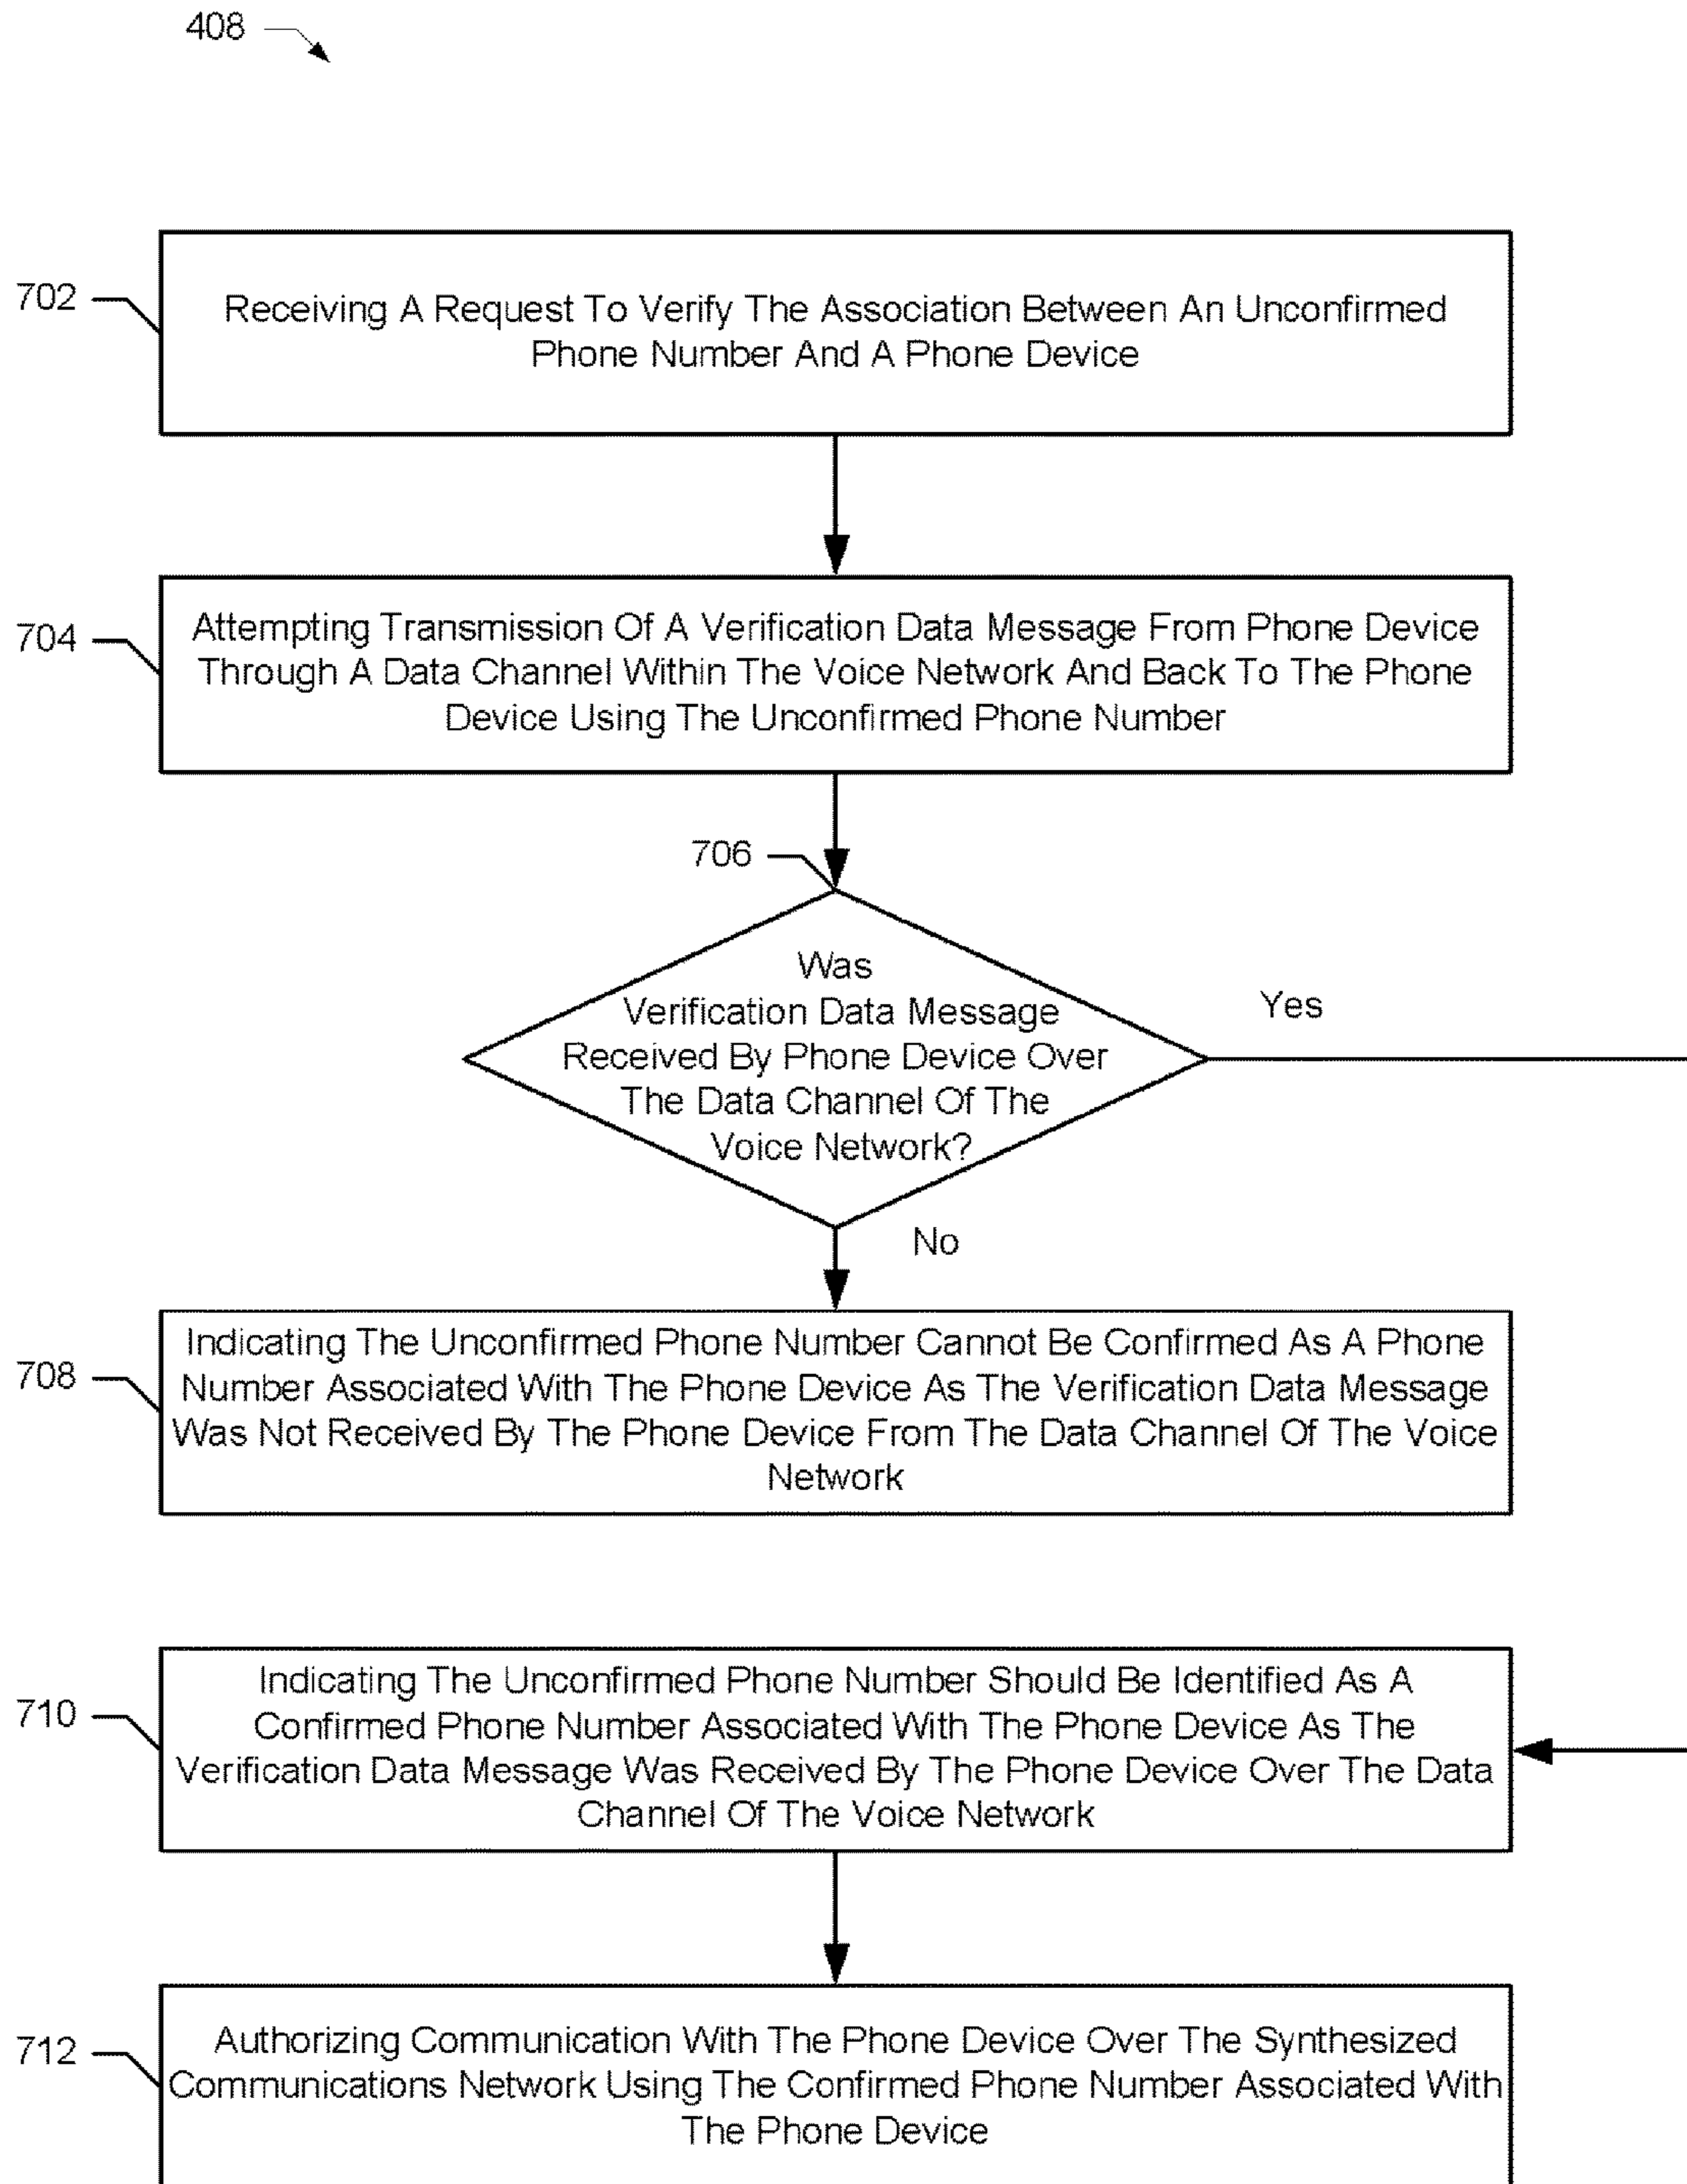 408
702
Receiving A Request To Verify The Association Between An Unconfirmed
Phone Number And A Phone Device
704
Attempting Transmission Of A Verification Data Message From Phone Device
Through A Data Channel Within The Voice Network And Back To The Phone
Device Using The Unconfirmed Phone Number
706
Was
Verification Data Message
Received By Phone Device Over
The Data Channel Of The
Voice Network?
Yes
No
708
Indicating The Unconfirmed Phone Number Cannot Be Confirmed As A Phone
Number Associated With The Phone Device As The Verification Data Message
Was Not Received By The Phone Device From The Data Channel Of The Voice
Network
710
Indicating The Unconfirmed Phone Number Should Be Identified As A
Confirmed Phone Number Associated With The Phone Device As The
Verification Data Message Was Received By The Phone Device Over The Data
Channel Of The Voice Network
712
Authorizing Communication With The Phone Device Over The Synthesized
Communications Network Using The Confirmed Phone Number Associated With
The Phone Device